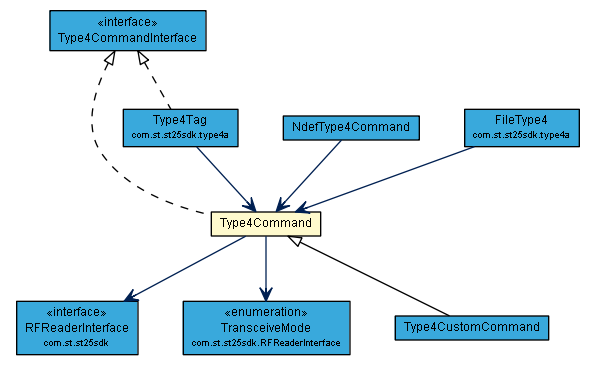 «interface»
Type4CommandInterface
Type4Tag
com.st.st25sdk.type4a
NdefType4Command
FileType4
com.st.st25sdk.type4a
Type4Command
«interface»
RFReaderInterface
com.st.st25sdk
«enumeration»
TransceiveMode
com.st.st25sdk.RFReaderInterface
Type4CustomCommand